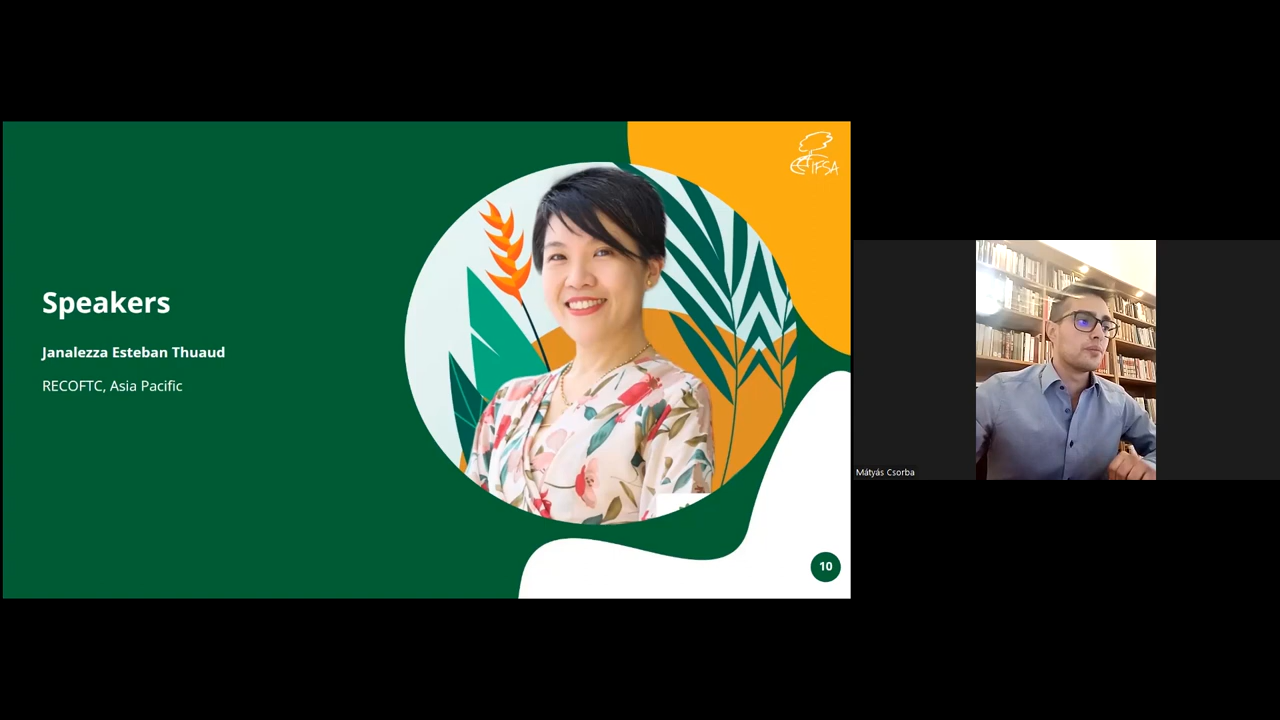 IFSA
Speakers
Janalezza Esteban Thuaud
RECOFTC, Asia Pacific
10
Mátyás Csorba